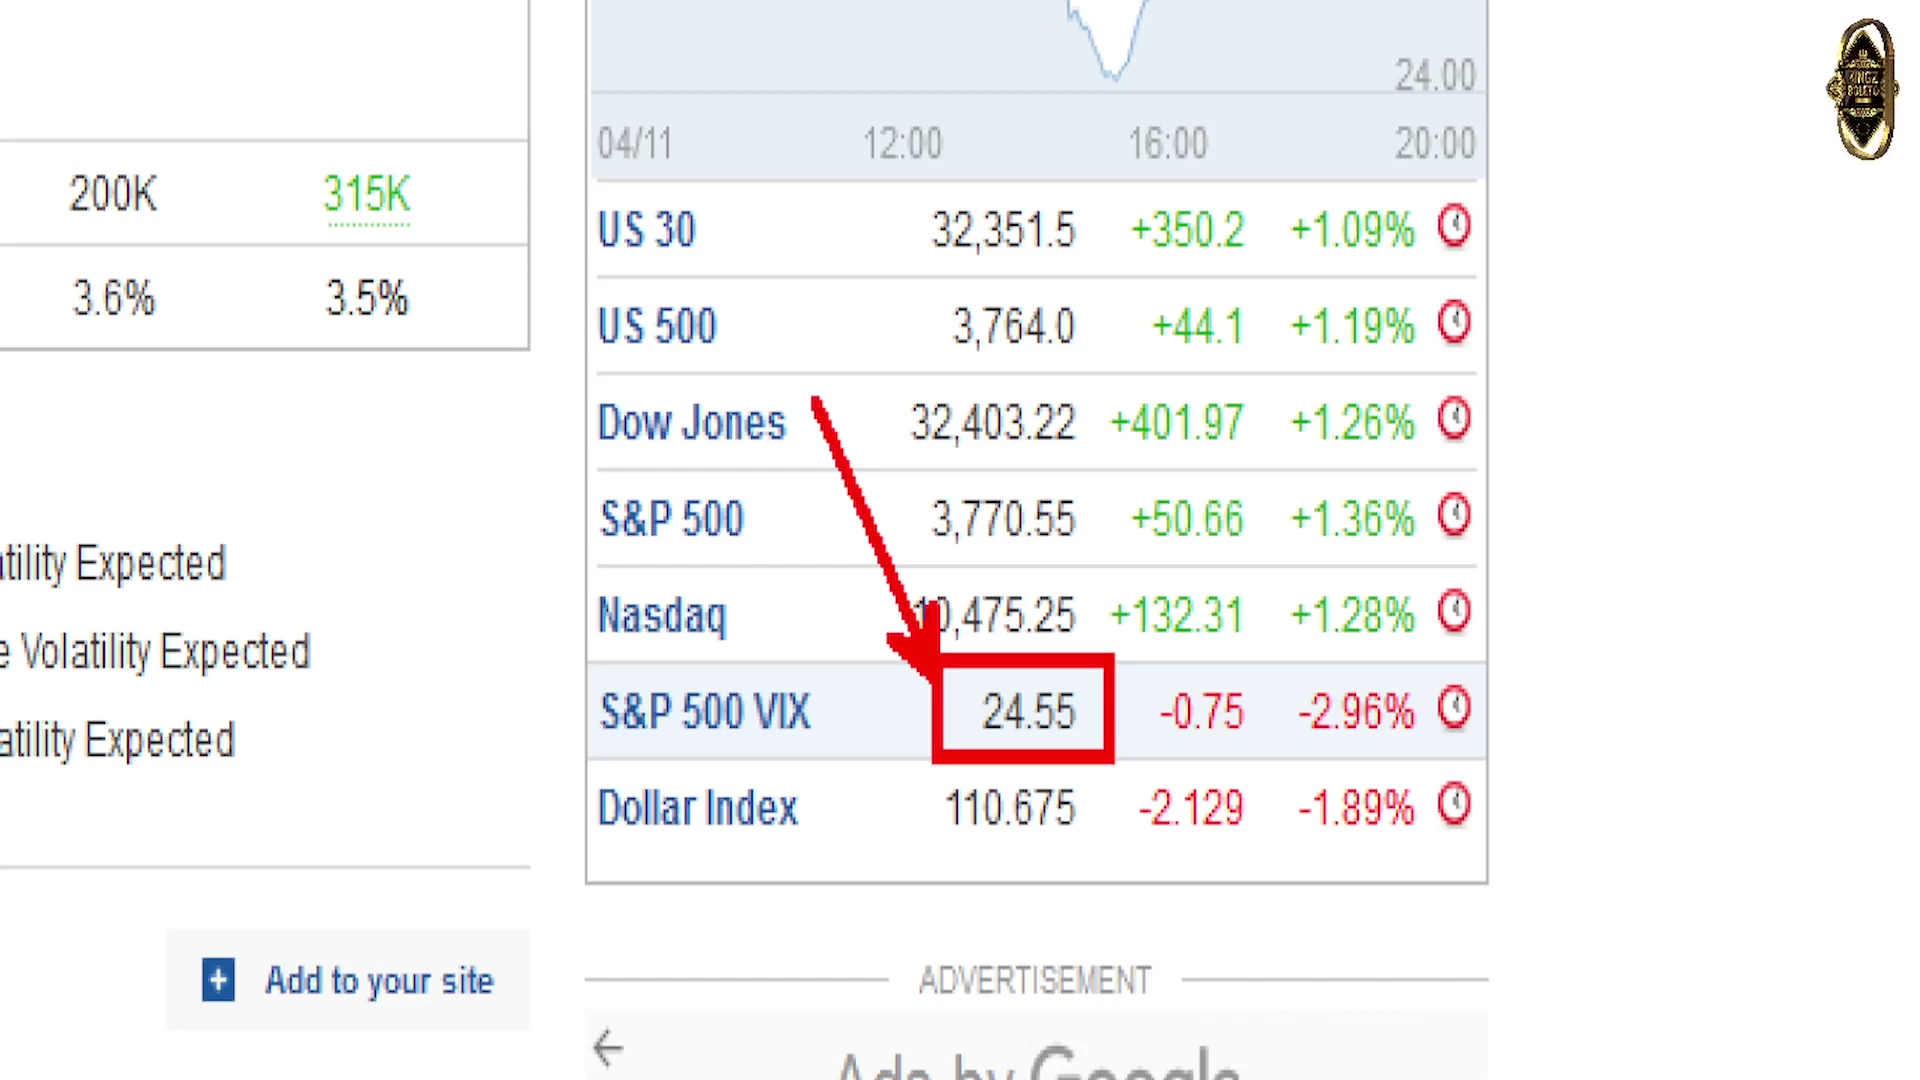 24.00
04/11 12:00 16:00 20:00
200K 315K
3.6% 3.5%
US 30 32,351.5 +350.2 +1.09%
US 500 3,764.0 +44.1 +1.19%
Dow Jones 32,403.22 +401.97 +1.26%
S&P 500 3,770.55 +50.66 +1.36%
Nasdaq 10,475.25 +132.31 +1.28%
S&P 500 VIX 24.55 -0.75 -2.96%
Dollar Index 110.675 -2.129 -1.89%
Expected
Volatility Expected
Expected
Add to your site
ADVERTISEMENT
Ads by Google